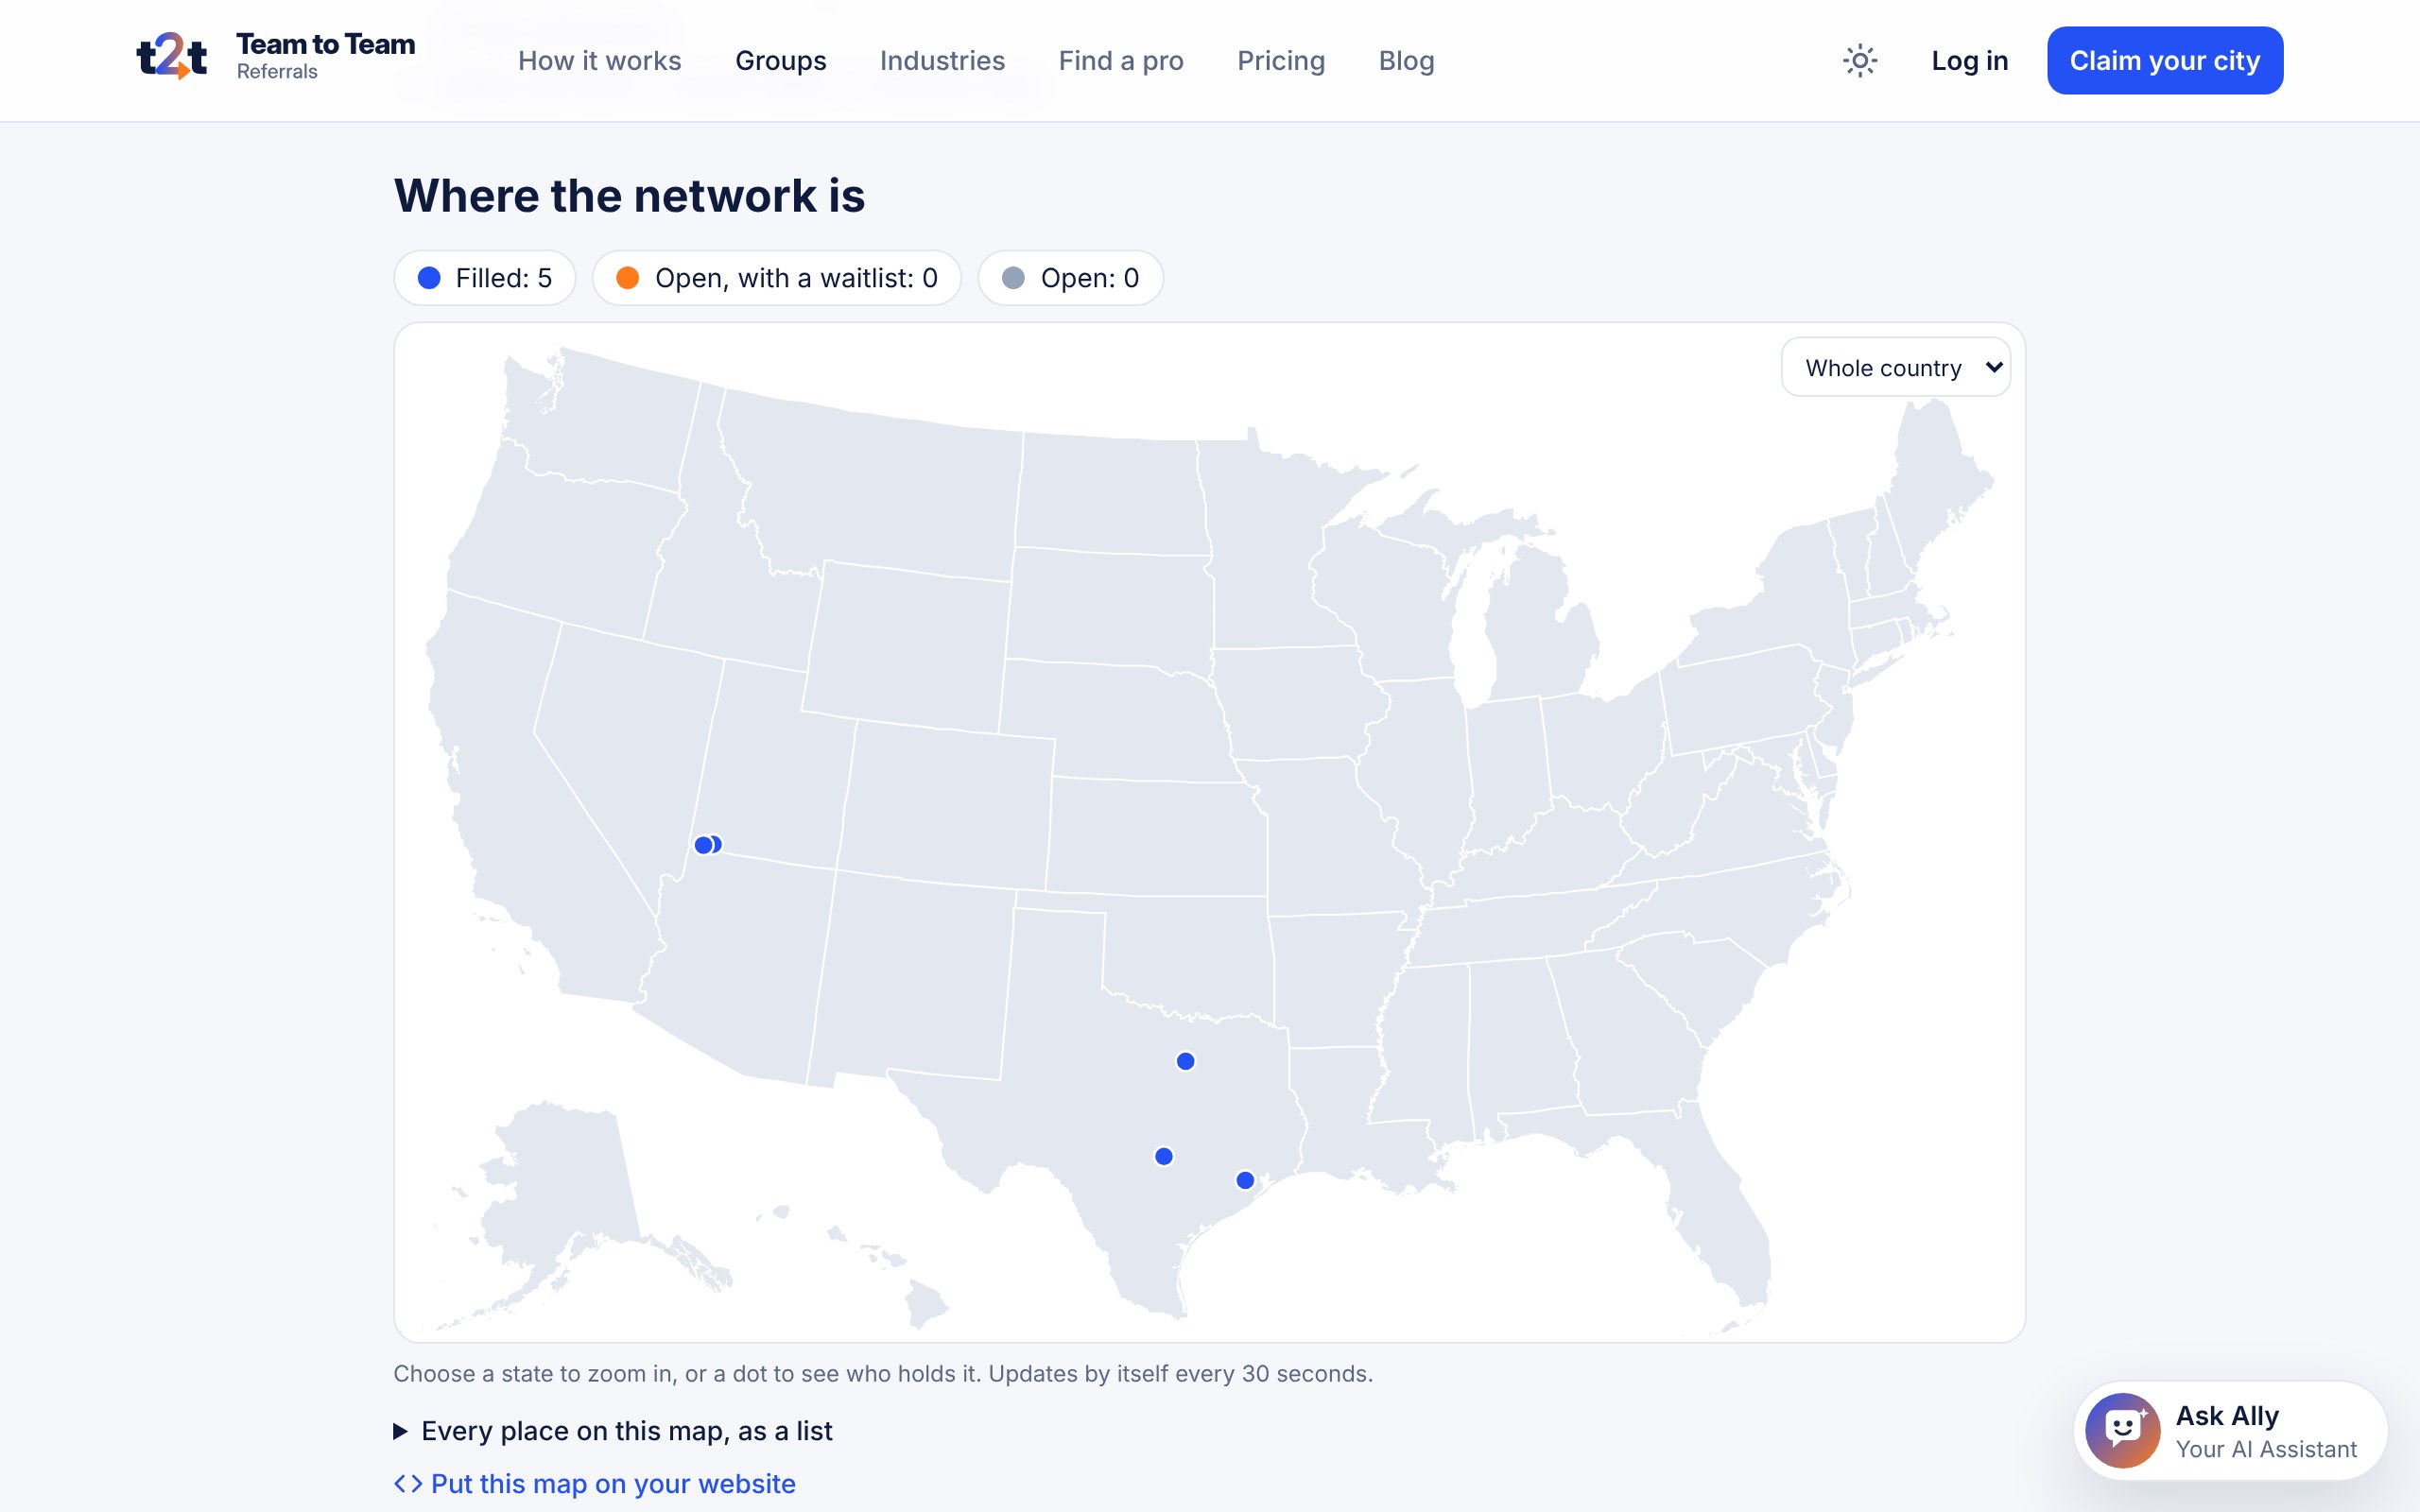 t2t
Team to Team
Referrals
How it works
Groups
Industries
Find a pro
Pricing
Blog
Log in
Claim your city
Where the network is
Filled: 5
Open, with a waitlist: 0
Open: 0
Whole country
Choose a state to zoom in, or a dot to see who holds it. Updates by itself every 30 seconds.
Every place on this map, as a list
Put this map on your website
Ask Ally
Your AI Assistant